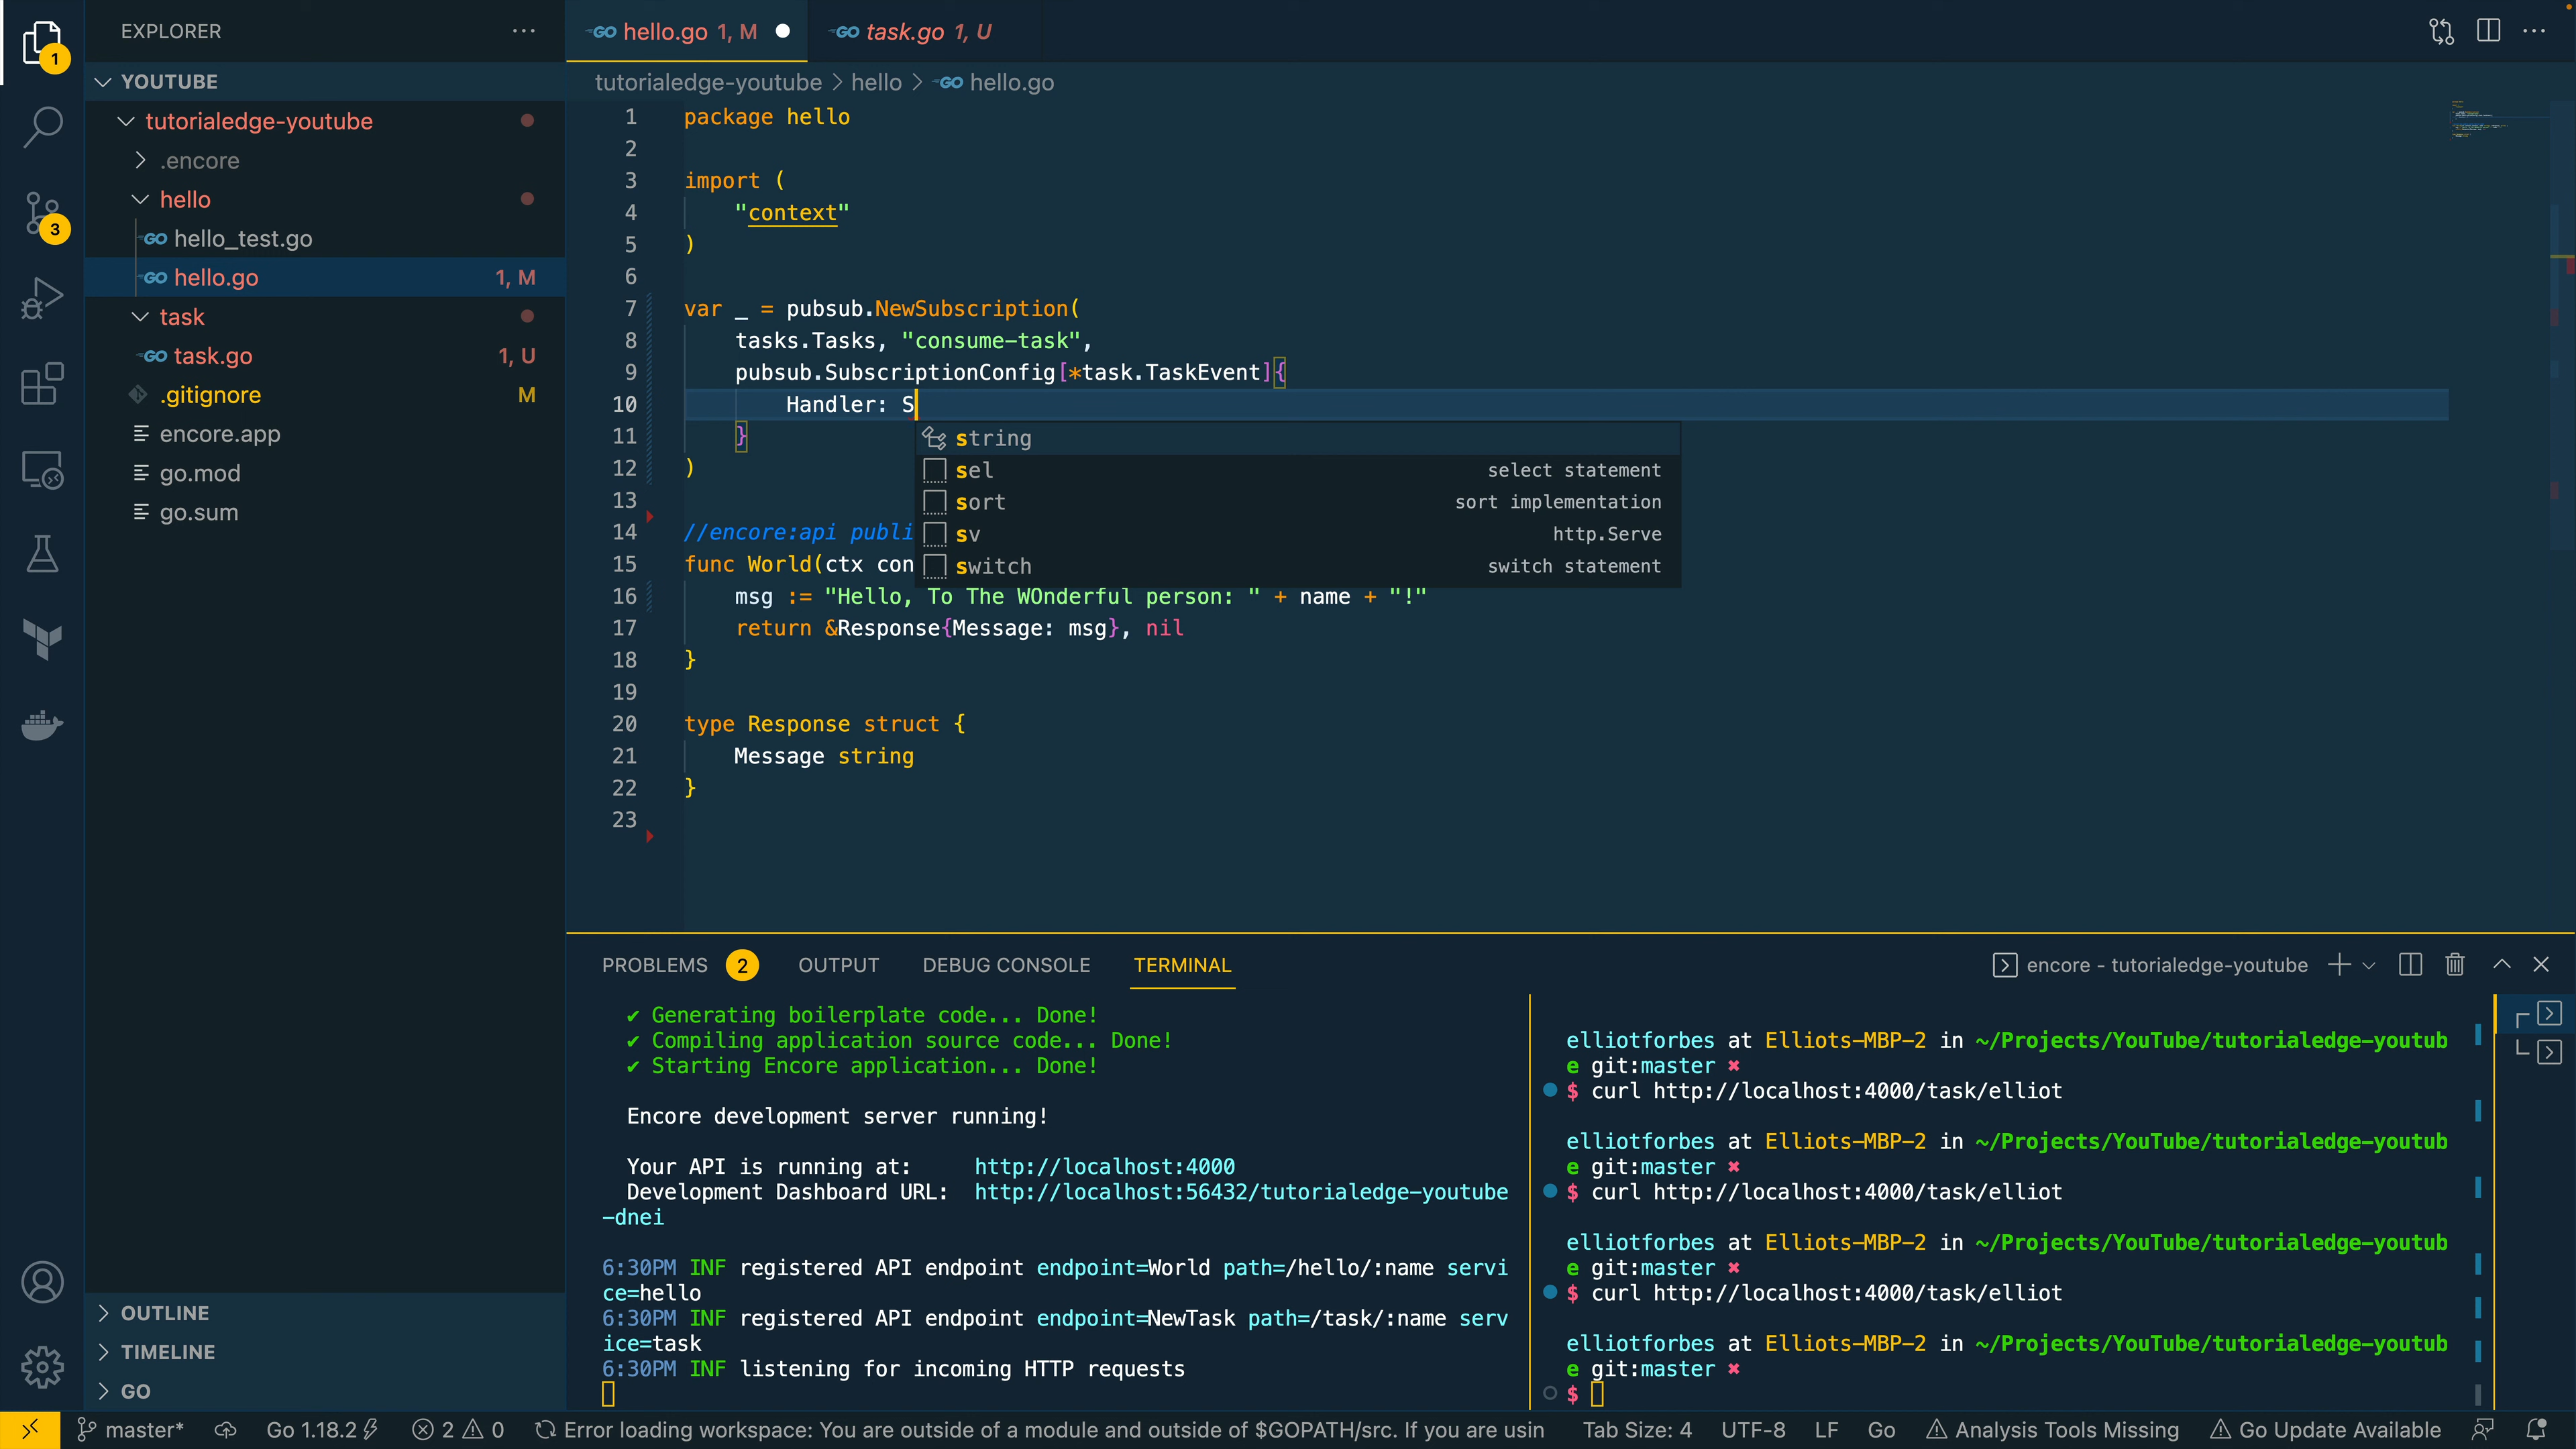 EXPLORER
YOUTUBE
tutorialedge-youtube
.encore
hello
hello_test.go
hello.go 1, M
task
task.go 1, U
.gitignore M
encore.app
go.mod
go.sum
OUTLINE
TIMELINE
GO
1
3
hello.go 1, M
task.go 1, U
tutorialedge-youtube > hello > hello.go
1 package hello
2
3 import (
4 "context"
5 )
6
7 var _ = pubsub.NewSubscription(
8 tasks.Tasks, "consume-task",
9 pubsub.SubscriptionConfig[*task.TaskEvent]{
10 Handler: S
11 }
12 )
13
14 //encore:api publi
15 func World(ctx con
16 msg := "Hello, To The WOnderful person: " + name + "!"
17 return &Response{Message: msg}, nil
18 }
19
20 type Response struct {
21 Message string
22 }
23
string
sel select statement
sort sort implementation
sv http.Serve
switch switch statement
PROBLEMS 2 OUTPUT DEBUG CONSOLE TERMINAL
encore - tutorialedge-youtube
✔ Generating boilerplate code... Done!
✔ Compiling application source code... Done!
✔ Starting Encore application... Done!
Encore development server running!
Your API is running at: http://localhost:4000
Development Dashboard URL: http://localhost:56432/tutorialedge-youtube
-dnei
6:30PM INF registered API endpoint endpoint=World path=/hello/:name servi
ce=hello
6:30PM INF registered API endpoint endpoint=NewTask path=/task/:name serv
ice=task
6:30PM INF listening for incoming HTTP requests
elliotforbes at Elliots-MBP-2 in ~/Projects/YouTube/tutorialedge-youtub
e git:master ✖
$ curl http://localhost:4000/task/elliot
elliotforbes at Elliots-MBP-2 in ~/Projects/YouTube/tutorialedge-youtub
e git:master ✖
$ curl http://localhost:4000/task/elliot
elliotforbes at Elliots-MBP-2 in ~/Projects/YouTube/tutorialedge-youtub
e git:master ✖
$ curl http://localhost:4000/task/elliot
elliotforbes at Elliots-MBP-2 in ~/Projects/YouTube/tutorialedge-youtub
e git:master ✖
$
master* Go 1.18.2 2 0 Error loading workspace: You are outside of a module and outside of $GOPATH/src. If you are usin Tab Size: 4 UTF-8 LF Go Analysis Tools Missing Go Update Available